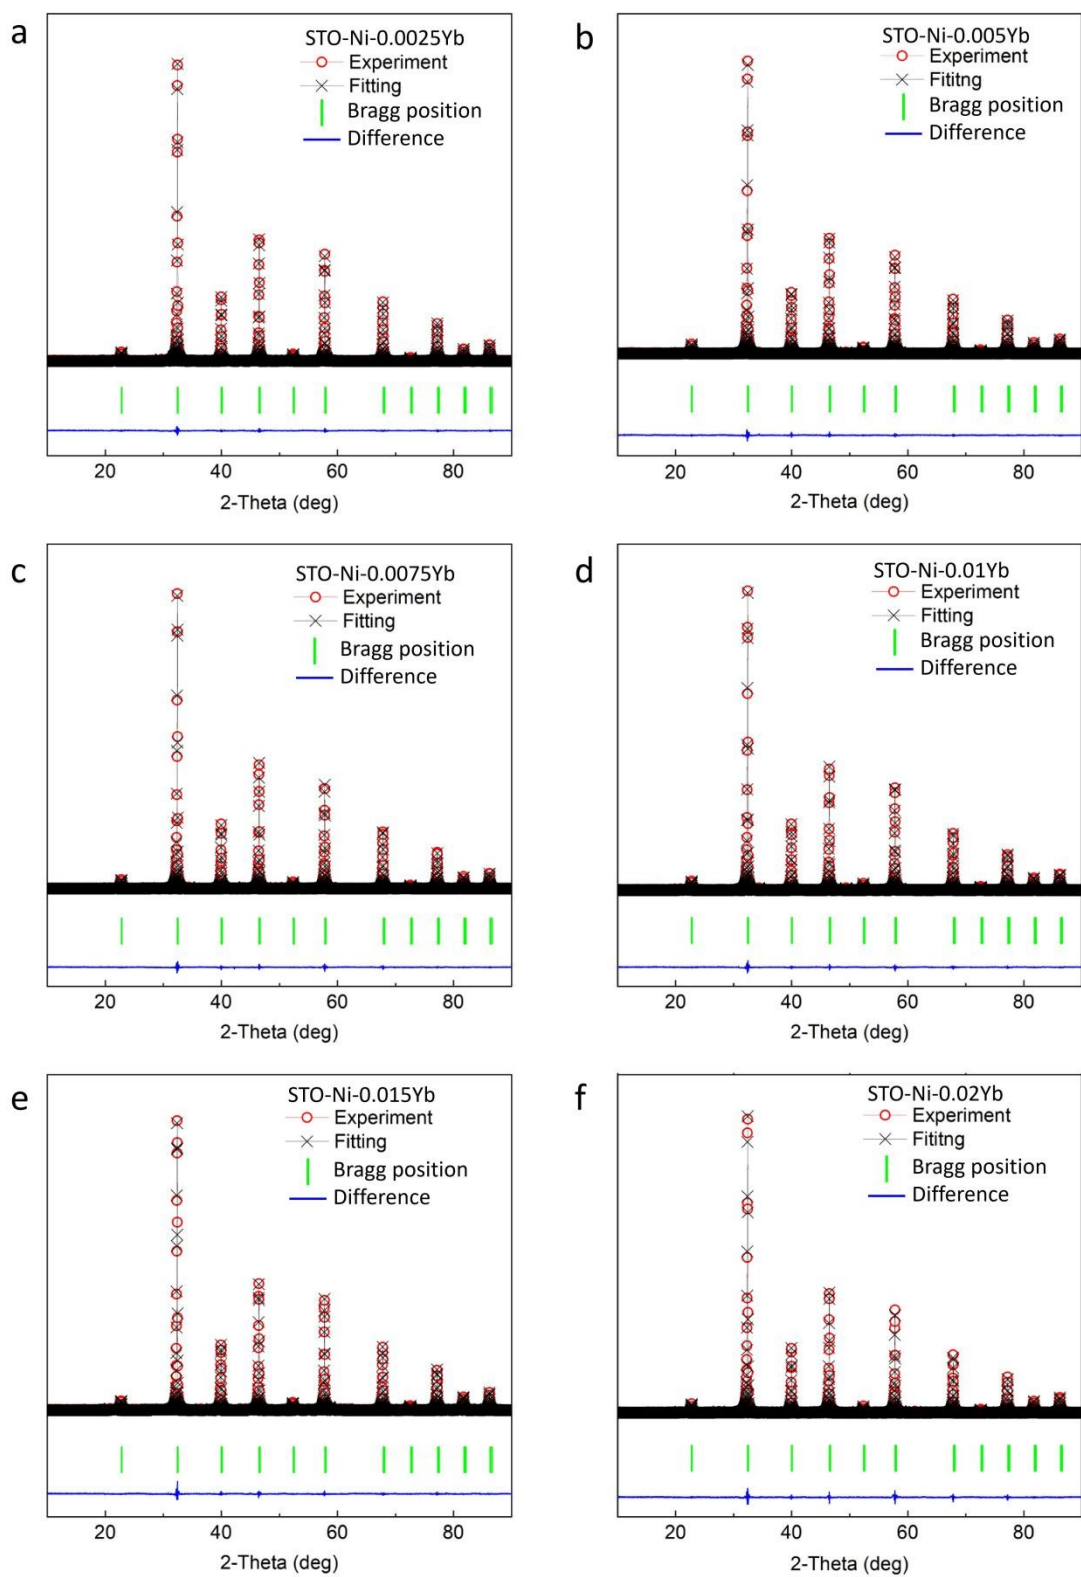 a
STO-Ni-0.0025Yb
Experiment
Fitting
Bragg position
Difference
20 40 60 80
2-Theta (deg)
b
STO-Ni-0.005Yb
Experiment
Fititng
Bragg position
Difference
20 40 60 80
2-Theta (deg)
c
STO-Ni-0.0075Yb
Experiment
Fitting
Bragg position
Difference
20 40 60 80
2-Theta (deg)
d
STO-Ni-0.01Yb
Experiment
Fitting
Bragg position
Difference
20 40 60 80
2-Theta (deg)
e
STO-Ni-0.015Yb
Experiment
Fitting
Bragg position
Difference
20 40 60 80
2-Theta (deg)
f
STO-Ni-0.02Yb
Experiment
Fititng
Bragg position
Difference
20 40 60 80
2-Theta (deg)